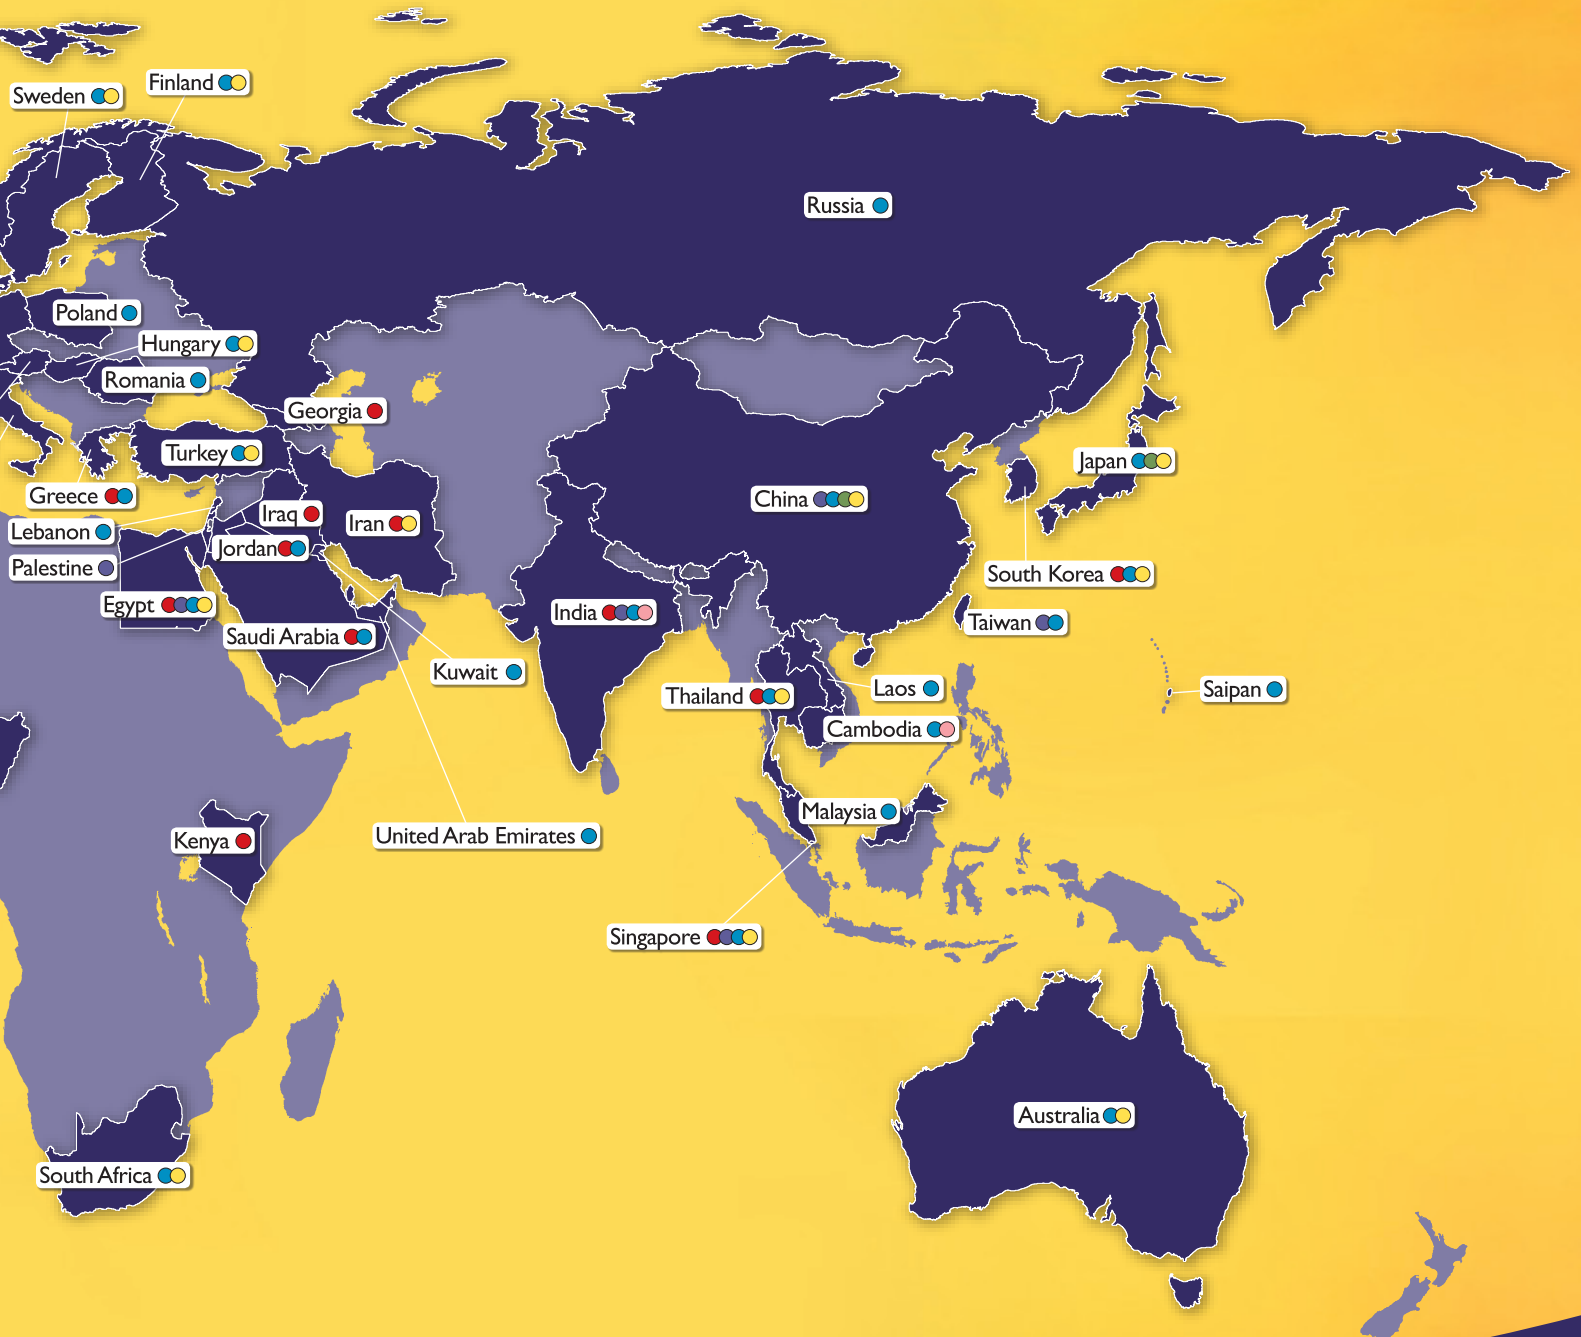 Finland
Sweden
Russia
Poland
Hungary
Romania
Georgia
Turkey
Japan
Greece
China
Iraq
Iran
Lebanon
Jordan
Palestine
South Korea
Egypt
India
Taiwan
Saudi Arabia
Kuwait
Laos
Saipan
Thailand
Cambodia
Malaysia
United Arab Emirates
Kenya
Singapore
Australia
South Africa